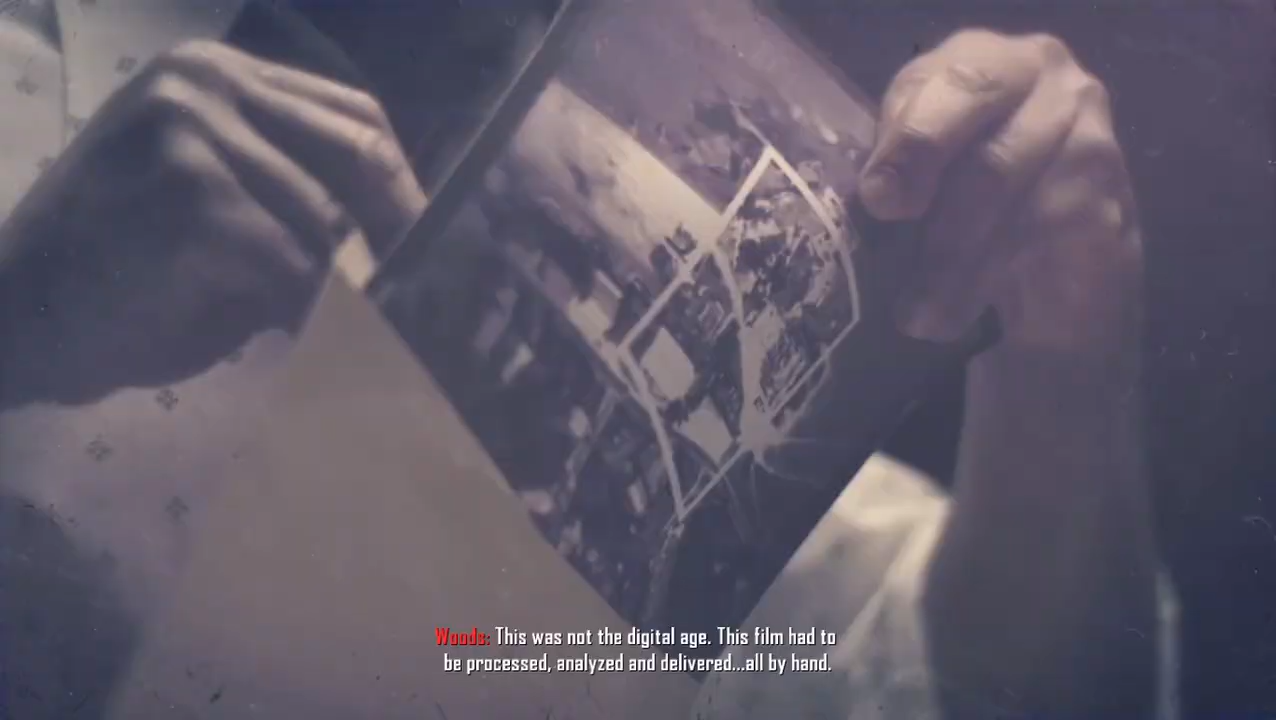 Woods: This was not the digital age. This film had to
be processed, analyzed and delivered...all by hand.